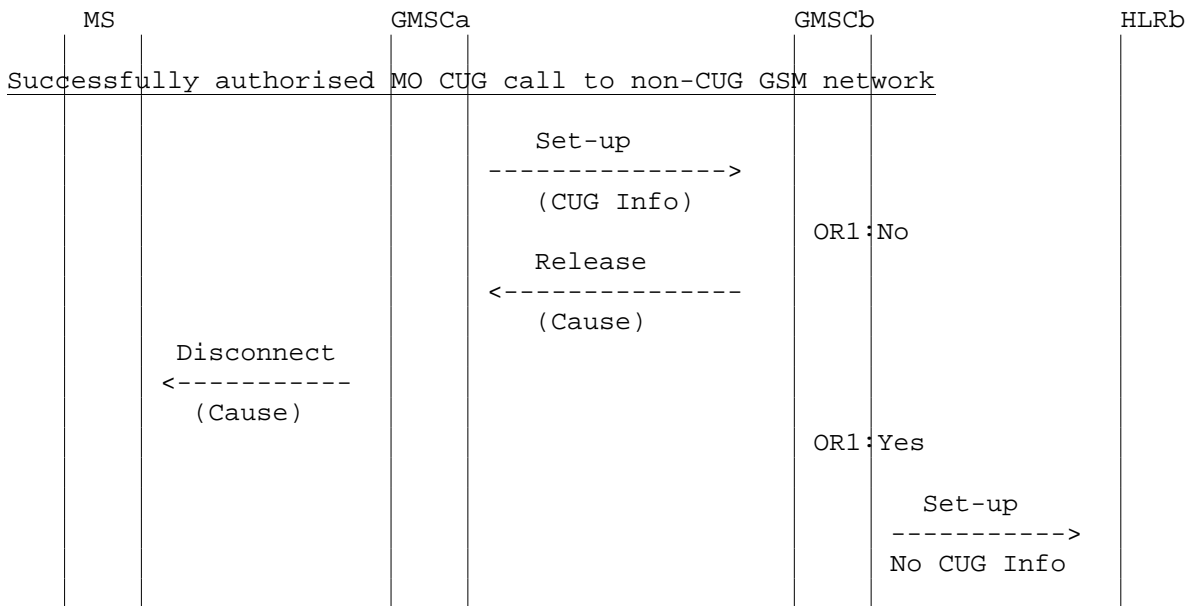 MS GMSCa GMSCb HLRb
Successfully authorised MO CUG call to non-CUG GSM network
Set-up
--------------->
(CUG Info)
OR1:No
Release
<---------------
(Cause)
Disconnect
<-----------
(Cause)
OR1:Yes
Set-up
----------->
No CUG Info